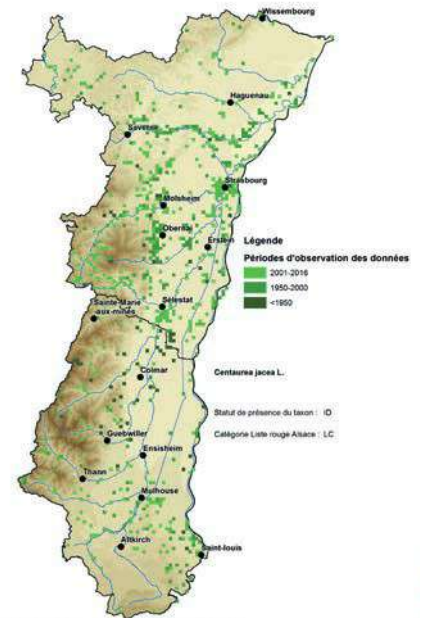 Wissembourg
Haguenau
Saverne
Strasbourg
Molsheim
Obernai
Erstein
Légende
Périodes d'observation des données
2001-2016
1950-2000
<1950
Sainte-Marie
aux-mines
Sélestat
Colmar
Centaurea jacea L.
Statut de présence du taxon : iO
Catégorie Liste rouge Alsace : LC
Guebwiller
Ensisheim
Thann
Mulhouse
Altkirch
Saint-louis